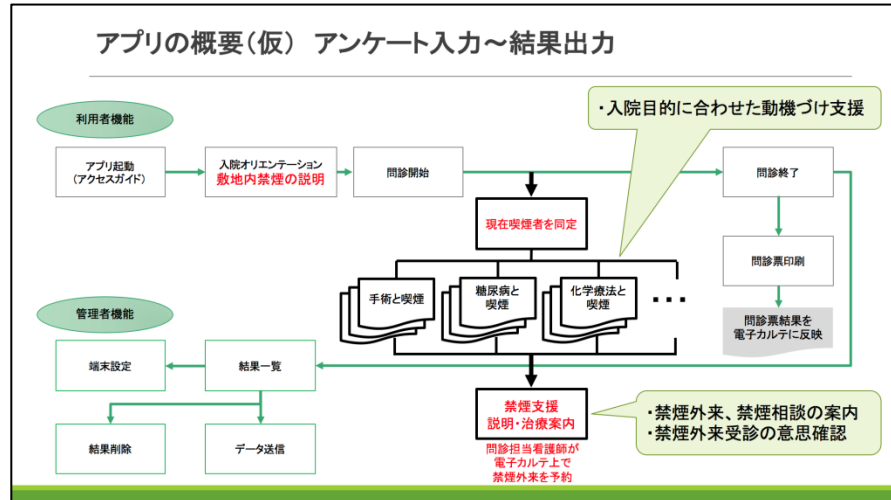 アプリの概要(仮) アンケート入力～結果出力
・入院目的に合わせた動機づけ支援
利用者機能
アプリ起動
(アクセスガイド)
入院オリエンテーション
敷地内禁煙の説明
問診開始
問診終了
現在喫煙者を同定
問診票印刷
手術と喫煙
糖尿病と
喫煙
化学療法と
喫煙
・・・
問診票結果を
電子カルテに反映
管理者機能
端末設定
結果一覧
結果削除
データ送信
禁煙支援
説明・治療案内
問診担当看護師が
電子カルテ上で
禁煙外来を予約
・禁煙外来、禁煙相談の案内
・禁煙外来受診の意思確認